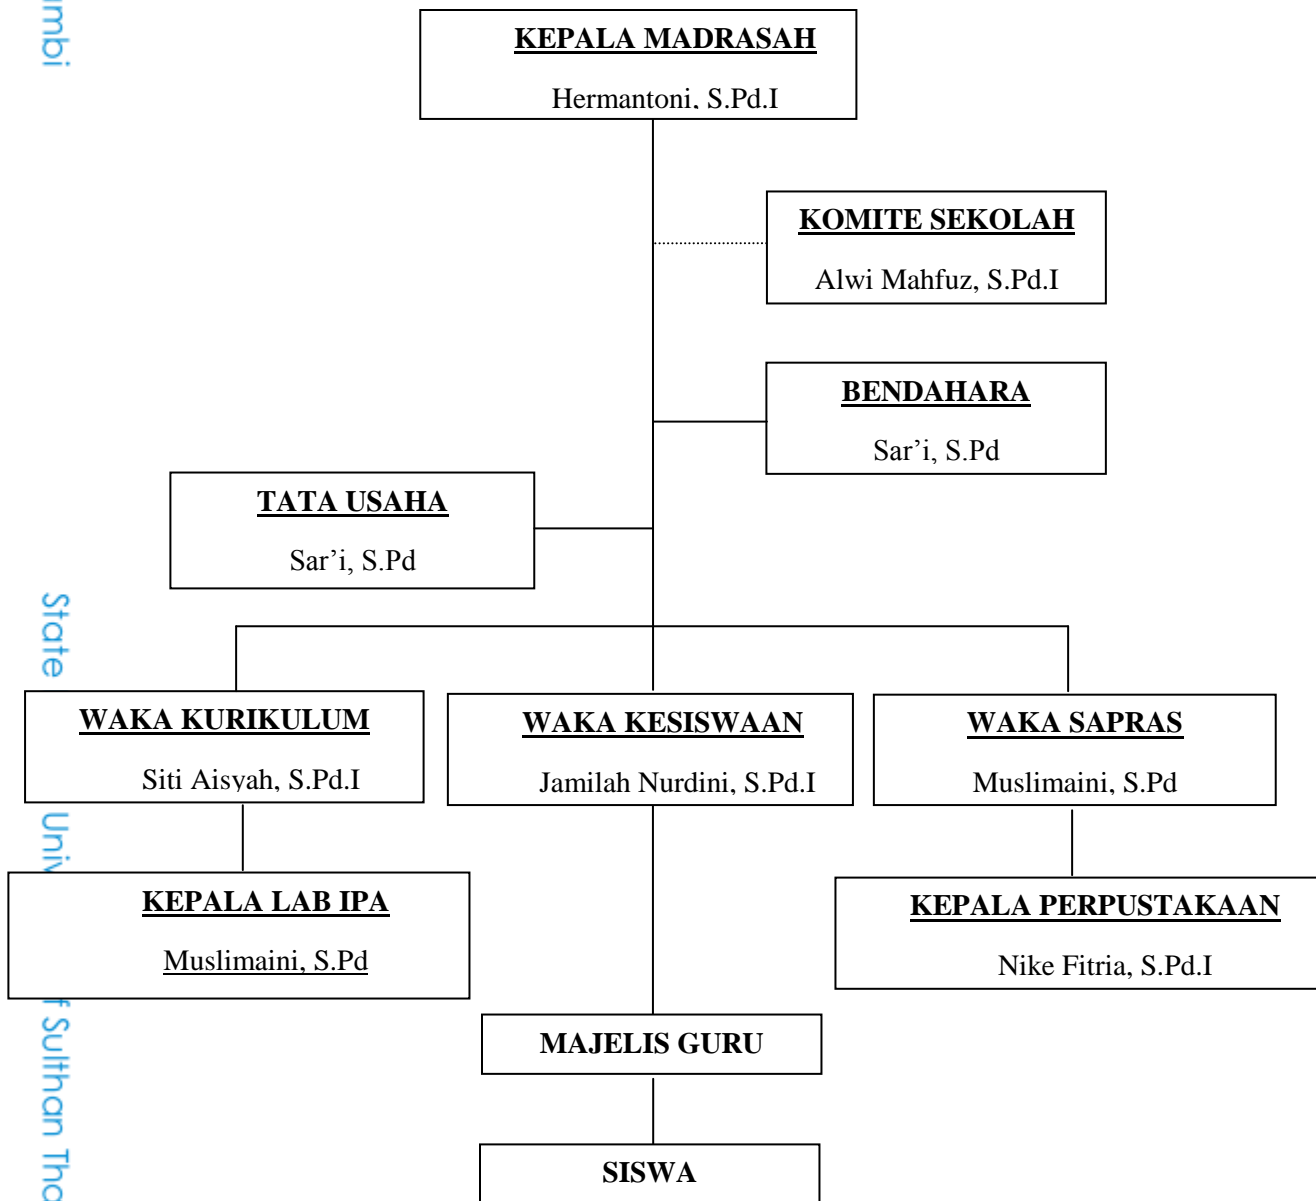 KEPALA MADRASAH
Hermantoni, S.Pd.I
KOMITE SEKOLAH
Alwi Mahfuz, S.Pd.I
BENDAHARA
Sar’i, S.Pd
TATA USAHA
Sar’i, S.Pd
WAKA KURIKULUM
Siti Aisyah, S.Pd.I
WAKA KESISWAAN
Jamilah Nurdini, S.Pd.I
WAKA SAPRAS
Muslimaini, S.Pd
KEPALA LAB IPA
Muslimaini, S.Pd
KEPALA PERPUSTAKAAN
Nike Fitria, S.Pd.I
MAJELIS GURU
SISWA
State
Sulthan